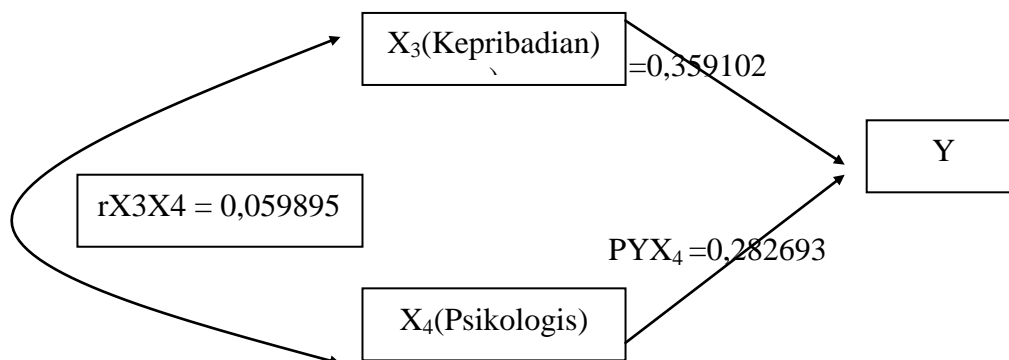 X₃(Kepribadian)
=0,359102
Y
rX3X4 = 0,059895
PYX₄ =0,282693
X₄(Psikologis)